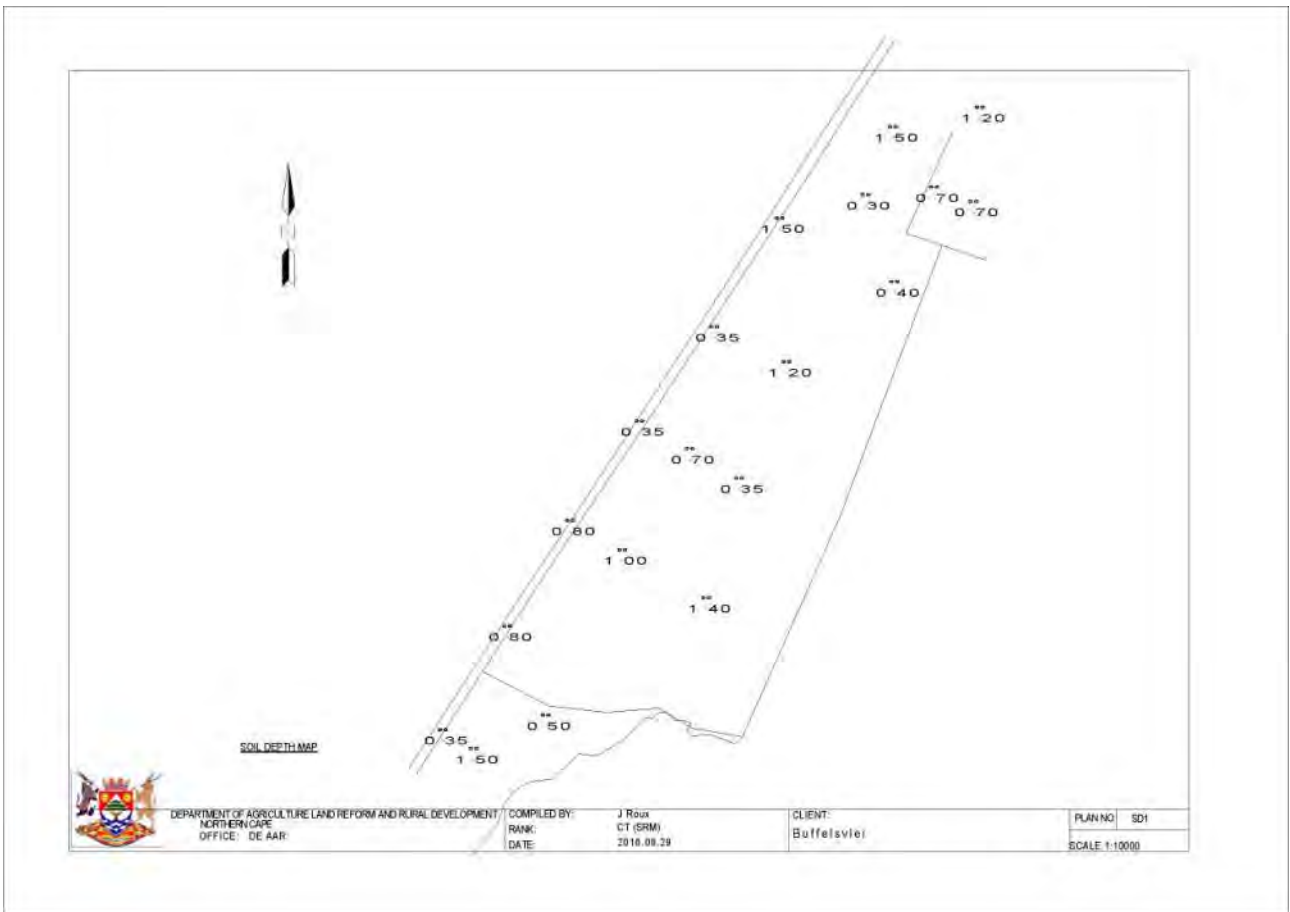 1 20
1 50
0 70
0 30
0 70
1 50
0 40
0 35
1 20
0 35
0 70
0 35
0 80
1 00
1 40
0 80
0 50
0 35
1 50
SOIL DEPTH MAP
DEPARTMENT OF AGRICULTURE LAND REFORM AND RURAL DEVELOPMENT
NORTHERN CAPE
OFFICE: DE AAR
COMPILED BY: J Roux
RANK: CT (SRM)
DATE: 2010.09.29
CLIENT:
Buffelsvlei
PLAN NO SD1
SCALE 1:10000